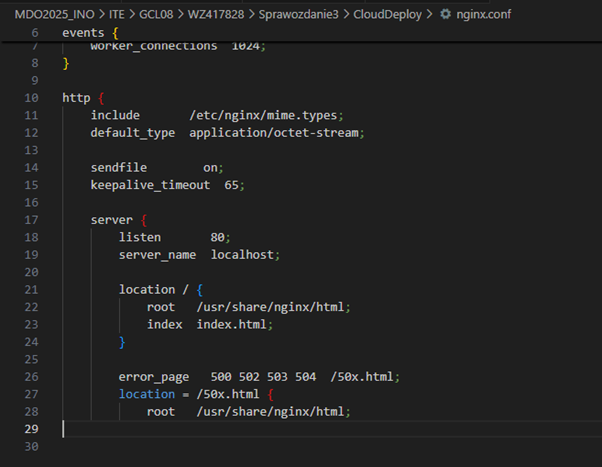 MDO2025_INO > ITE > GCL08 > WZ417828 > Sprawozdanie3 > CloudDeploy > nginx.conf
6 events {
7 worker_connections 1024;
8 }
9
10 http {
11 include /etc/nginx/mime.types;
12 default_type application/octet-stream;
13
14 sendfile on;
15 keepalive_timeout 65;
16
17 server {
18 listen 80;
19 server_name localhost;
20
21 location / {
22 root /usr/share/nginx/html;
23 index index.html;
24 }
25
26 error_page 500 502 503 504 /50x.html;
27 location = /50x.html {
28 root /usr/share/nginx/html;
29
30